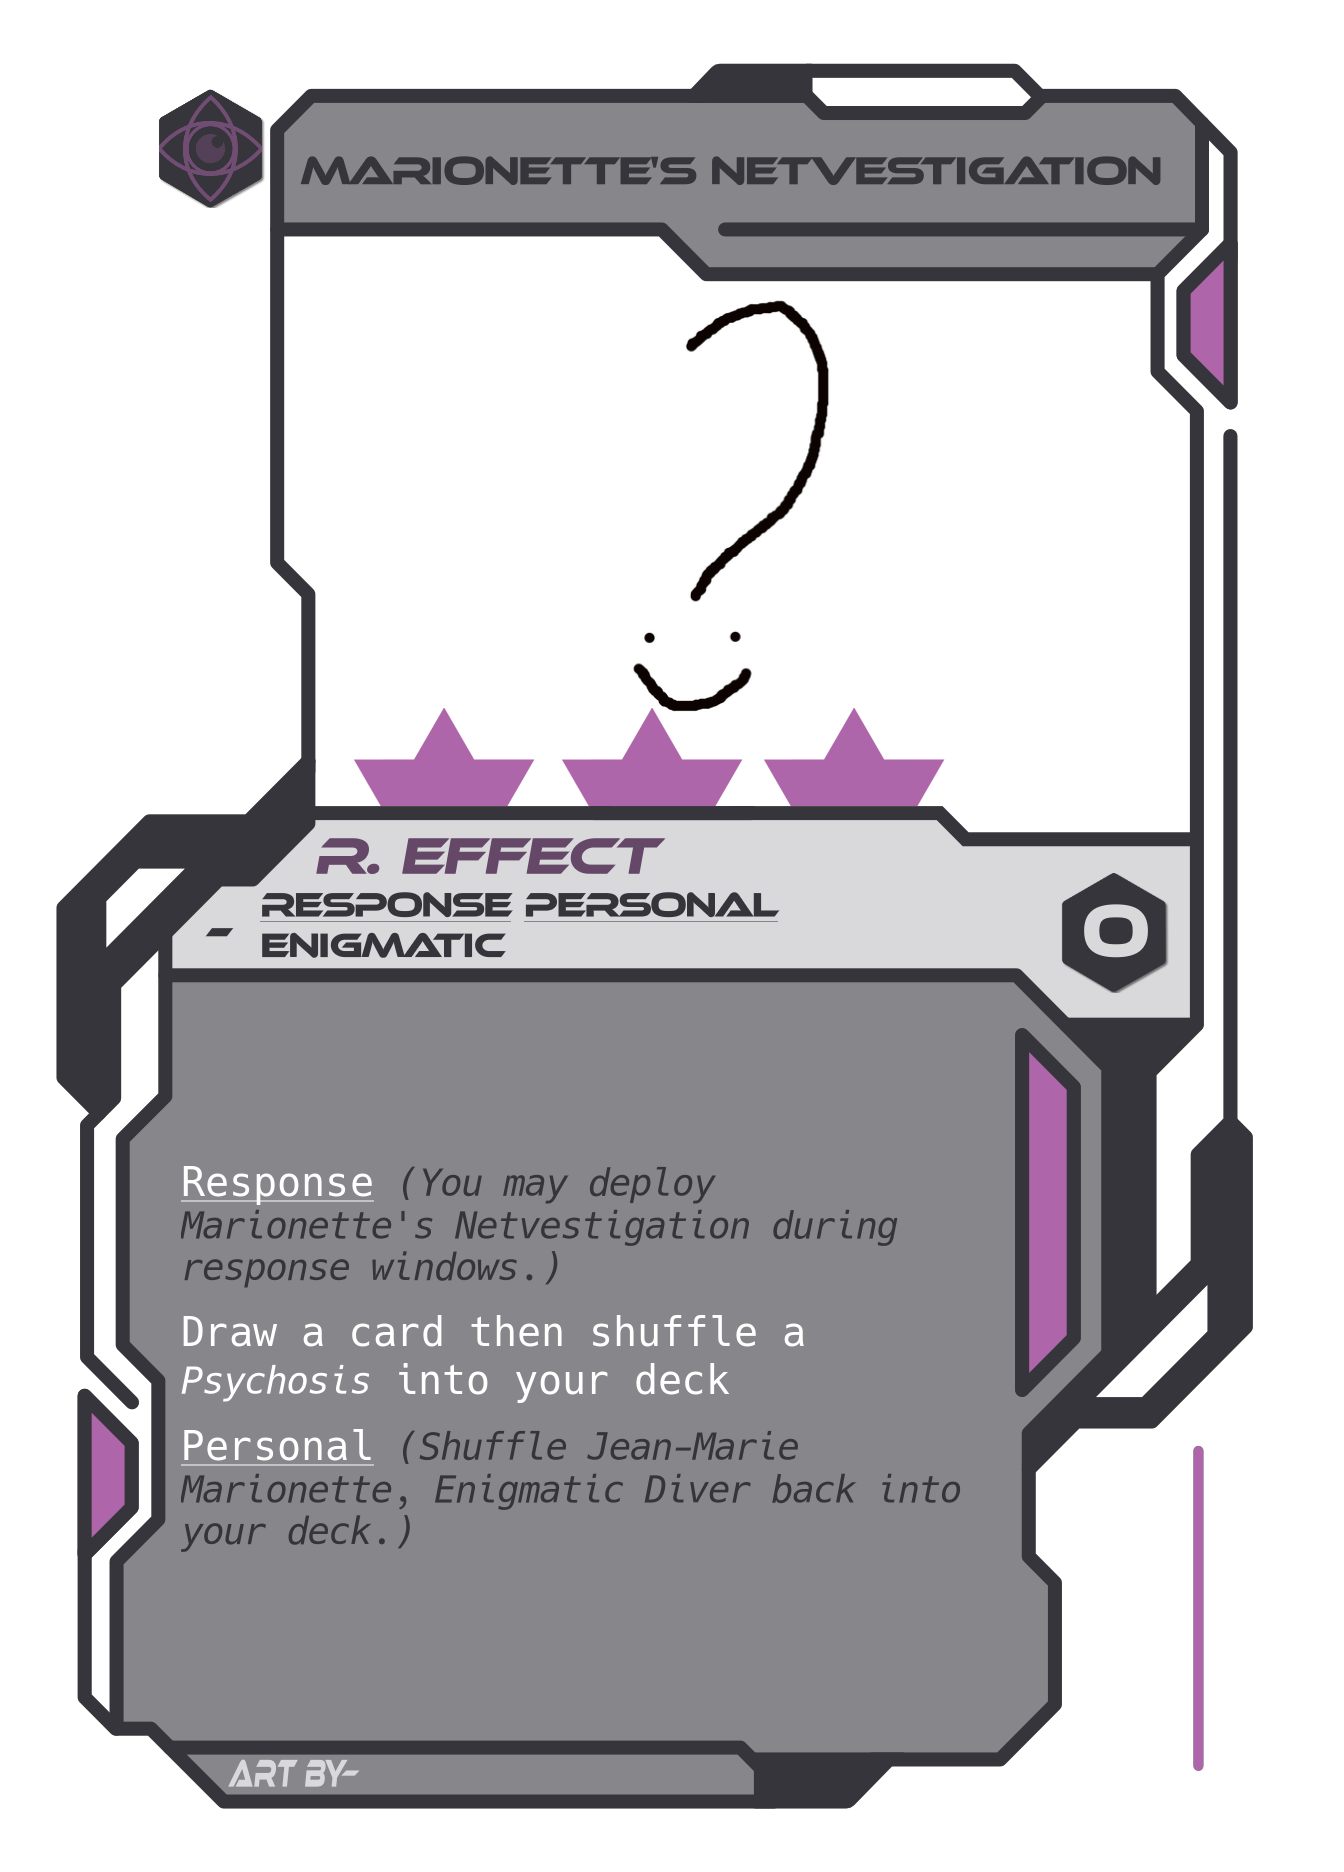 MARIONETTE'S NETVESTIGATION
R. EFFECT
RESPONSE PERSONAL
- ENIGMATIC
0
Response (You may deploy
Marionette's Netvestigation during
response windows.)
Draw a card then shuffle a
Psychosis into your deck
Personal (Shuffle Jean-Marie
Marionette, Enigmatic Diver back into
your deck.)
ART BY-